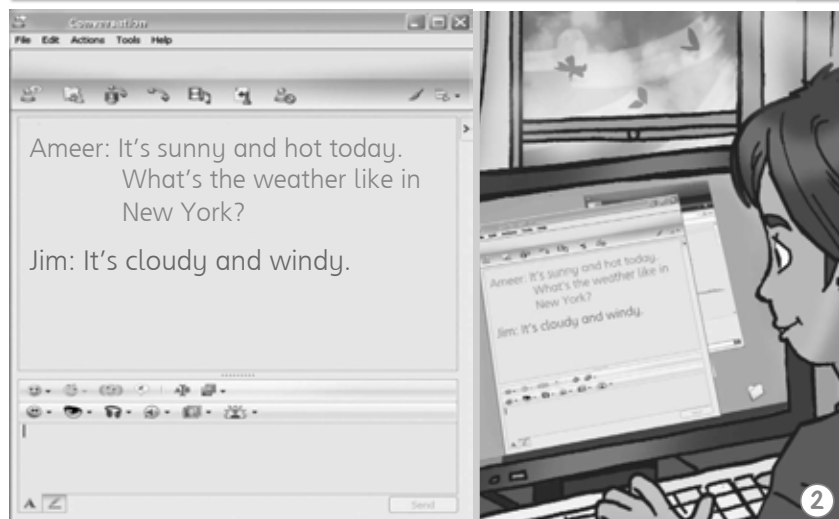 Conversation
File Edit Actions Tools Help
Ameer: It's sunny and hot today.
What's the weather like in
New York?
Jim: It's cloudy and windy.
A
Send
Ameer: It's sunny and hot today.
What's the weather like in
New York?
Jim: It's cloudy and windy.
2